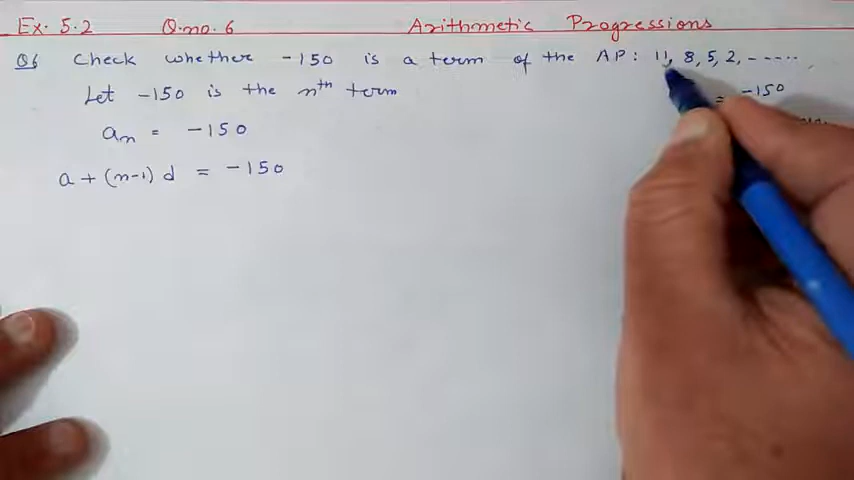 Ex. 5.2 Q.no. 6 Arithmetic Progressions
Q6 Check whether -150 is a term of the AP: 11, 8, 5, 2, ------
Let -150 is the nth term
= -150
an = -150
a + (n-1) d = -150